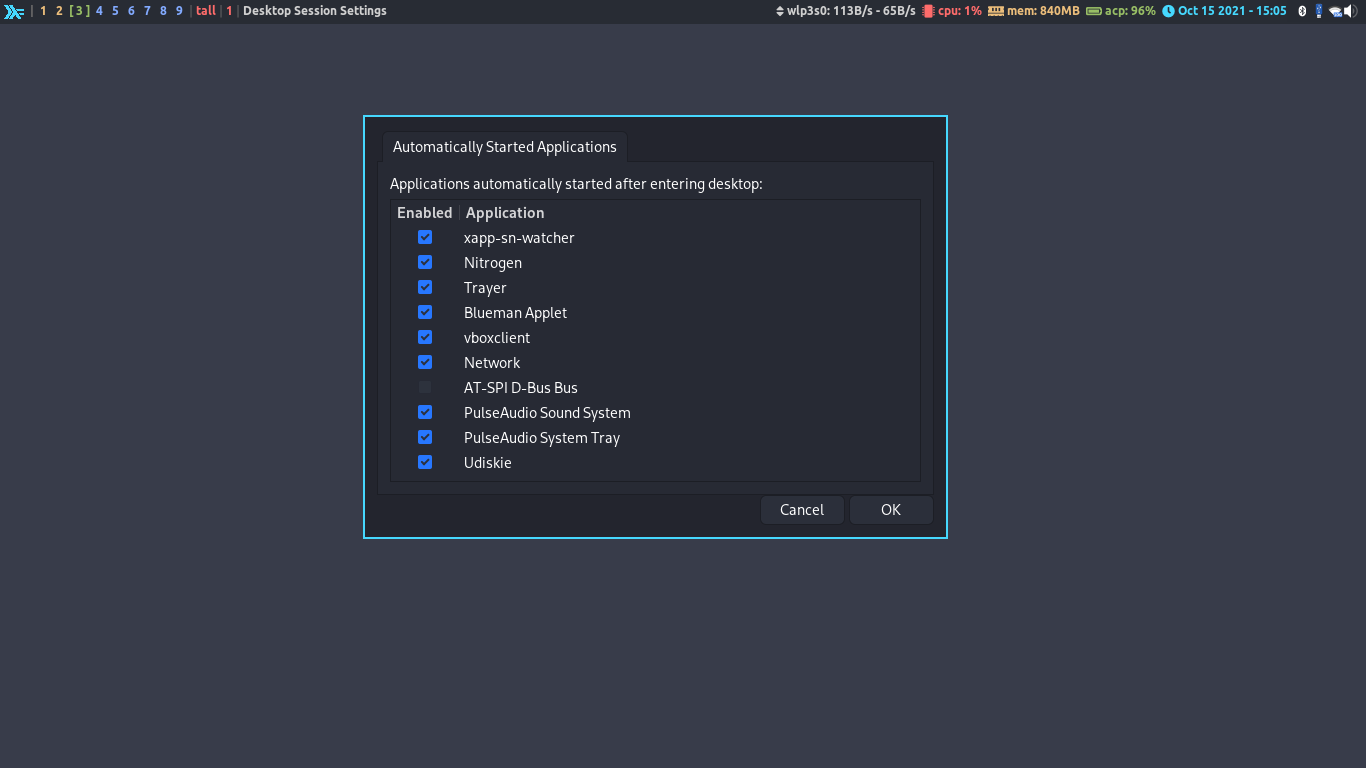 | 1 2 [ 3 ] 4 5 6 7 8 9 | tall | 1 | Desktop Session Settings wlp3s0: 113B/s - 65B/s cpu: 1% mem: 840MB acp: 96% Oct 15 2021 - 15:05
Automatically Started Applications
Applications automatically started after entering desktop:
Enabled Application
xapp-sn-watcher
Nitrogen
Trayer
Blueman Applet
vboxclient
Network
AT-SPI D-Bus Bus
PulseAudio Sound System
PulseAudio System Tray
Udiskie
Cancel OK